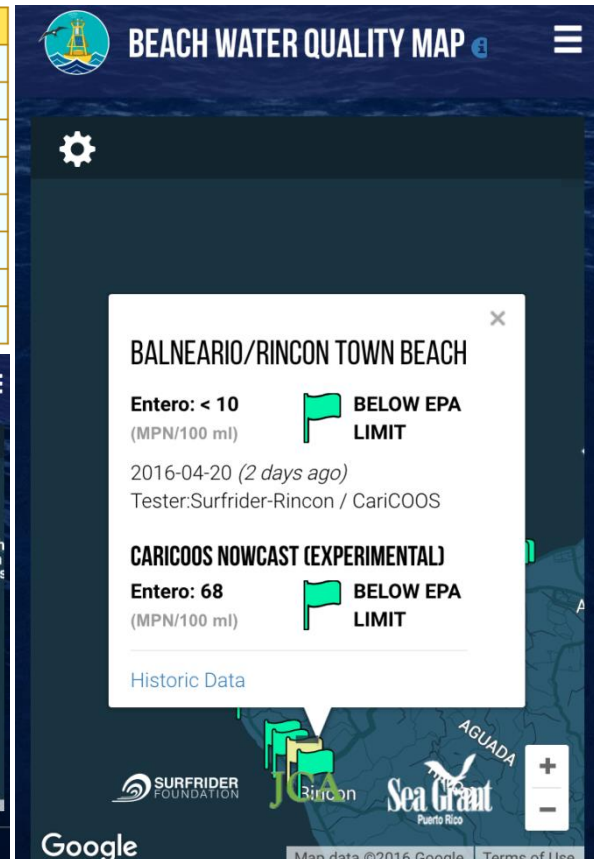 BEACH WATER QUALITY MAP
BALNEARIO/RINCON TOWN BEACH
×
Entero: < 10
(MPN/100 ml)
BELOW EPA
LIMIT
2016-04-20 (2 days ago)
Tester:Surfrider-Rincon / CariCOOS
CARICOOS NOWCAST (EXPERIMENTAL)
Entero: 68
(MPN/100 ml)
BELOW EPA
LIMIT
Historic Data
AGUADA
SURFRIDER
FOUNDATION
JCA
Rincon
Sea Grant
Puerto Rico
+
−
Google
Map data ©2016 Google
Terms of Use